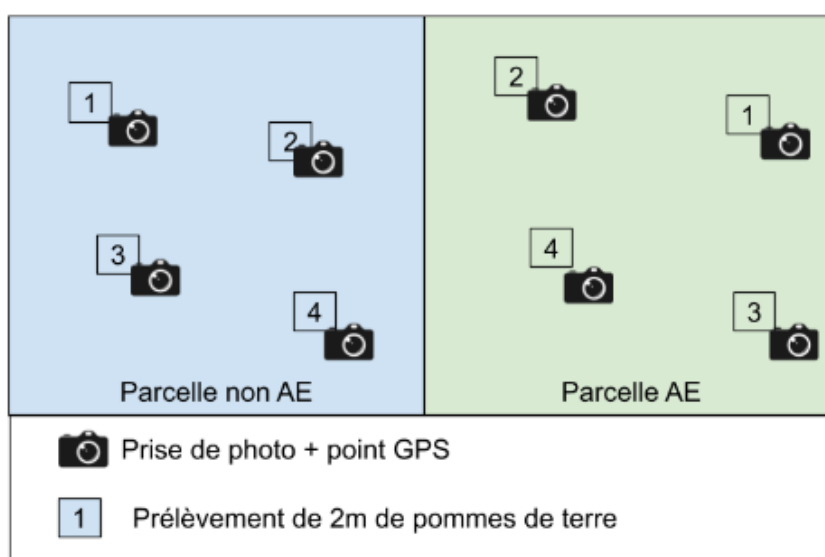 1
2
2
1
3
4
4
3
Parcelle non AE
Parcelle AE
Prise de photo + point GPS
1
Prélèvement de 2m de pommes de terre